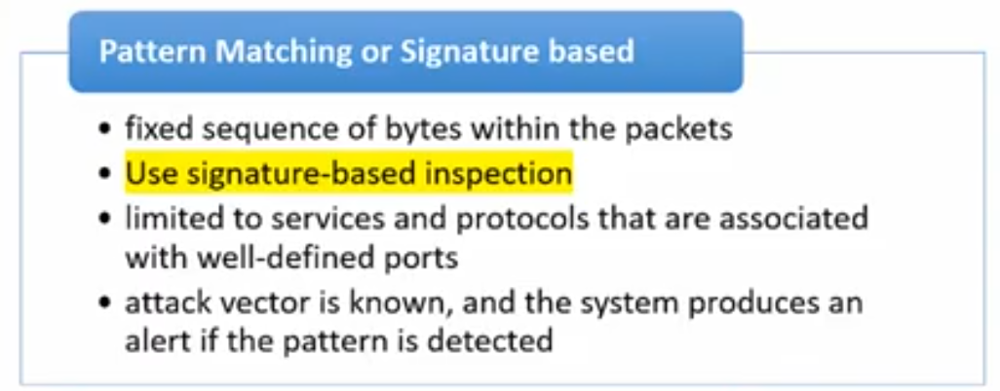 Pattern Matching or Signature based
• fixed sequence of bytes within the packets
• Use signature-based inspection
• limited to services and protocols that are associated
with well-defined ports
• attack vector is known, and the system produces an
alert if the pattern is detected